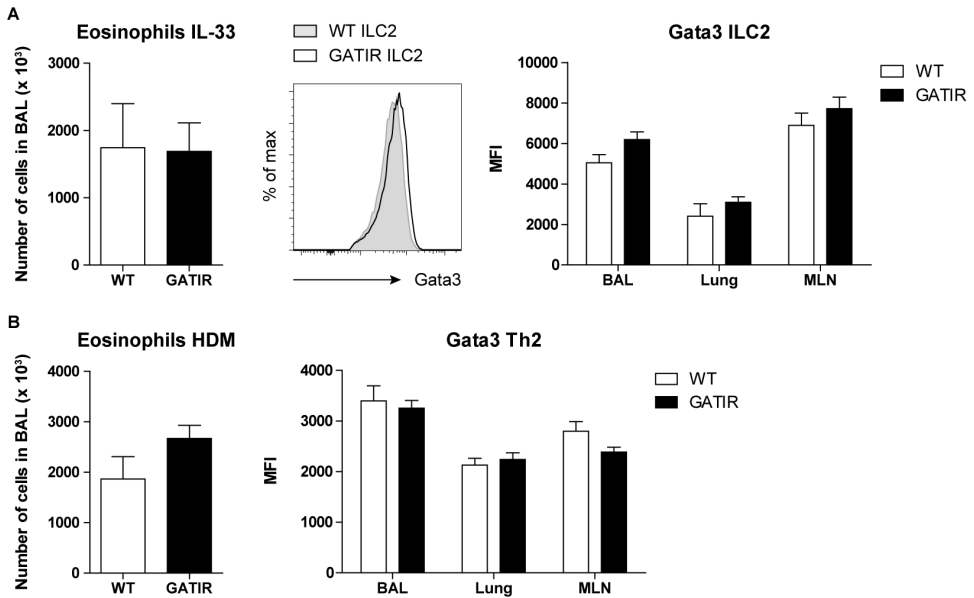 A
Eosinophils IL-33
Number of cells in BAL (x 10³)
3000
2000
1000
0
WT
GATIR
WT ILC2
GATIR ILC2
% of max
Gata3
Gata3 ILC2
MFI
10000
8000
6000
4000
2000
0
BAL
Lung
MLN
WT
GATIR
B
Eosinophils HDM
Number of cells in BAL (x 10³)
4000
3000
2000
1000
0
WT
GATIR
Gata3 Th2
MFI
4000
3000
2000
1000
0
BAL
Lung
MLN
WT
GATIR